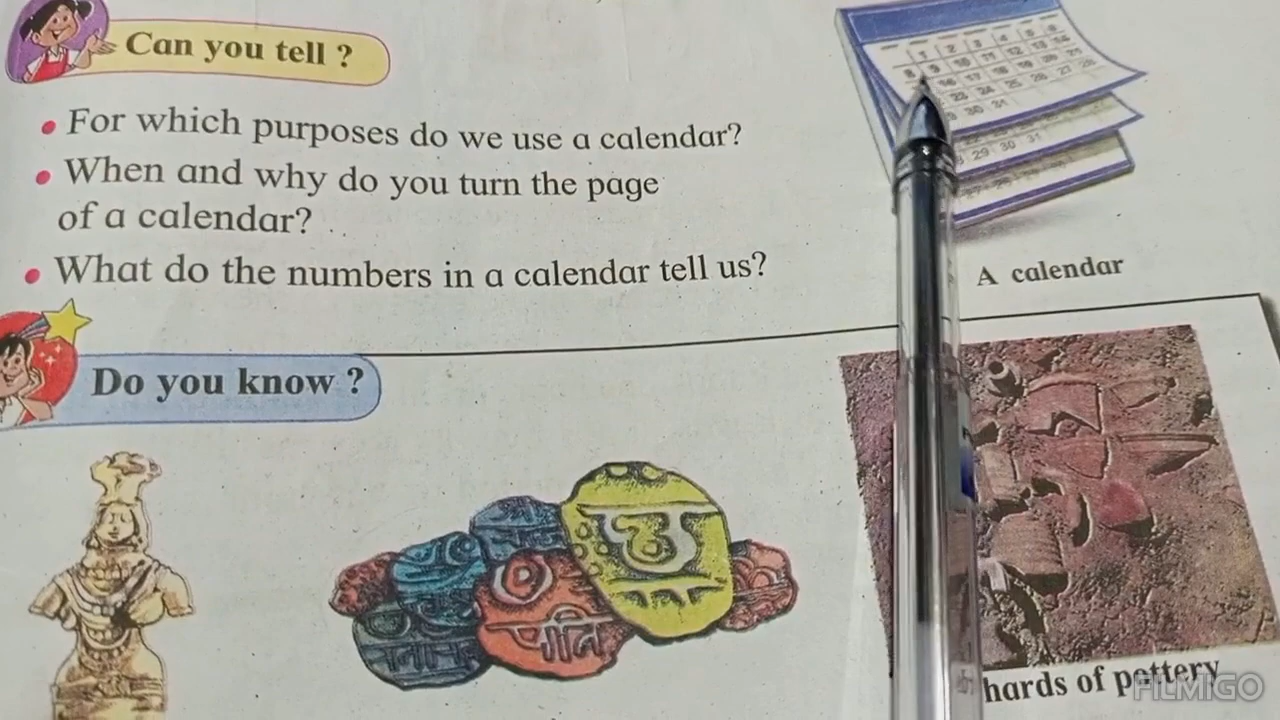 Can you tell ?
For which purposes do we use a calendar?
When and why do you turn the page
of a calendar?
What do the numbers in a calendar tell us?
A calendar
Do you know ?
hards of pottery
FILMIGO